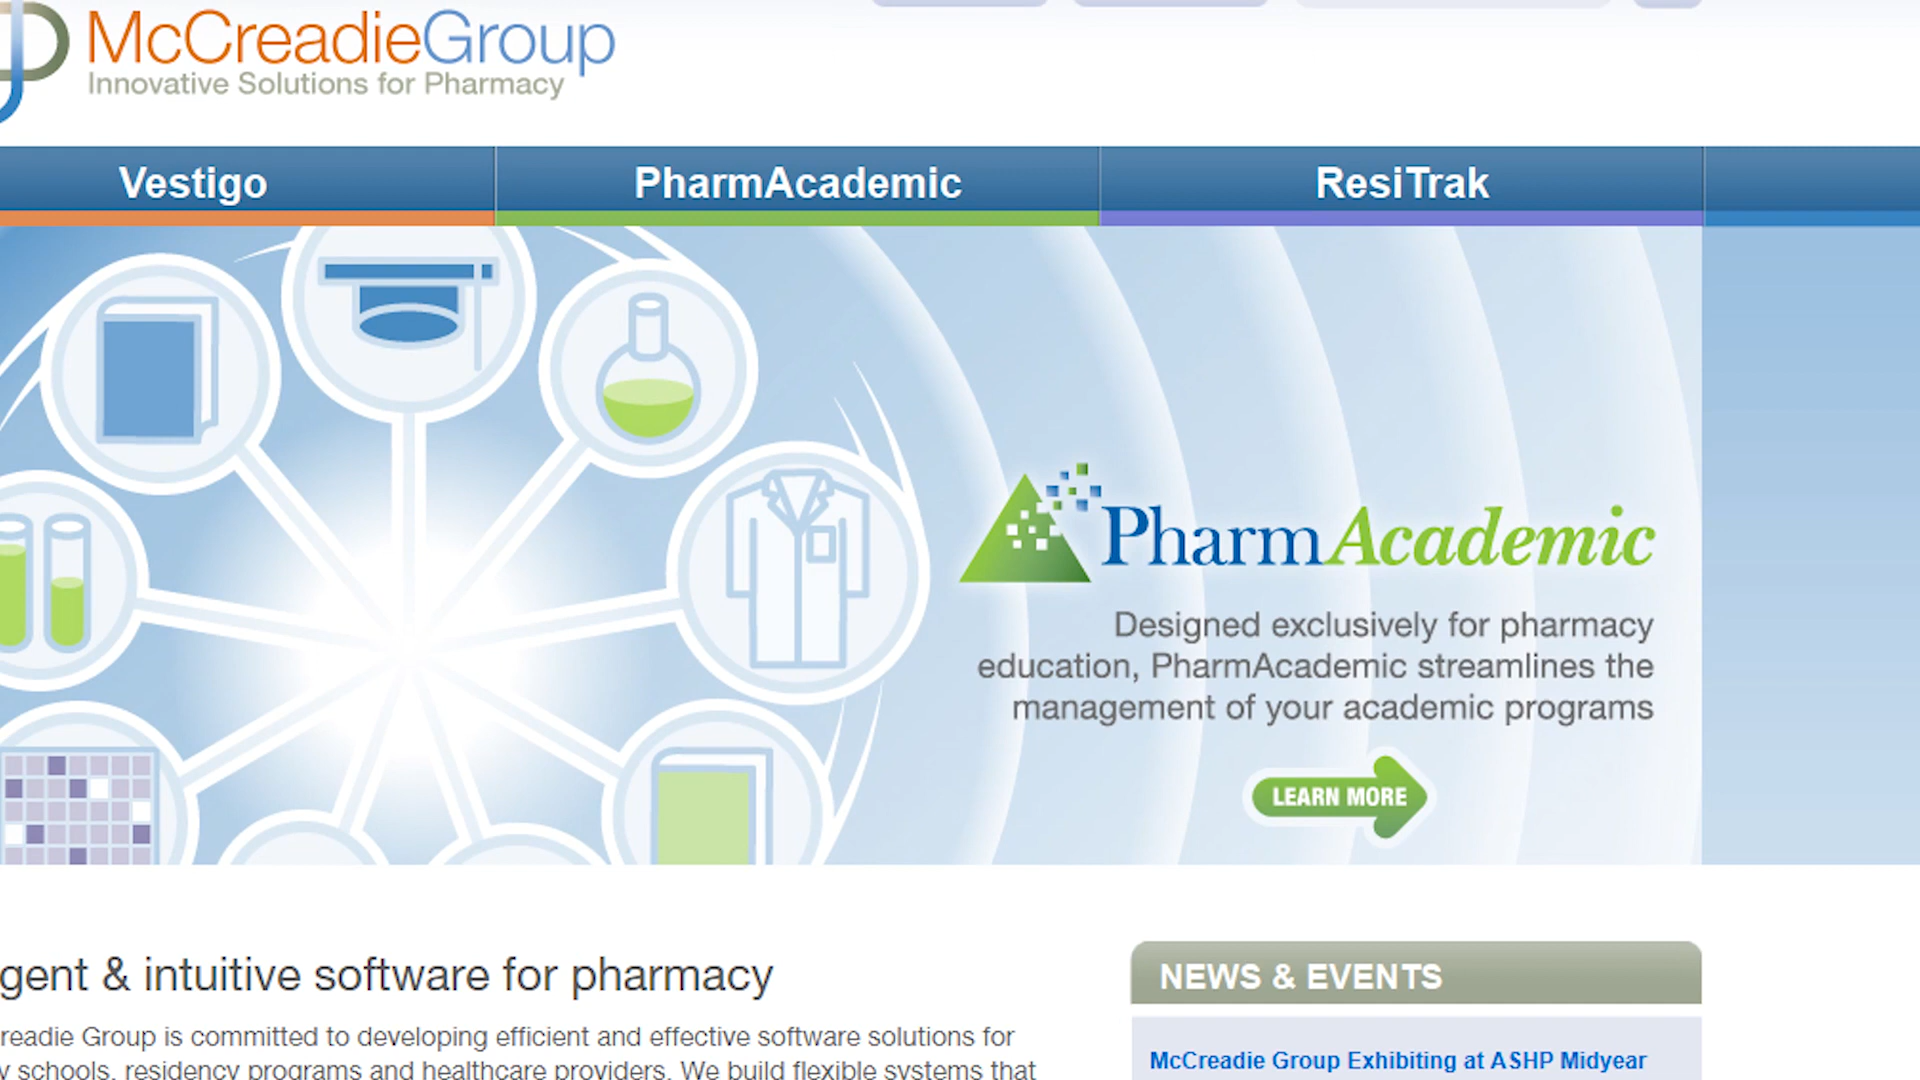 McCreadieGroup
Innovative Solutions for Pharmacy
Vestigo
PharmAcademic
ResiTrak
PharmAcademic
Designed exclusively for pharmacy
education, PharmAcademic streamlines the
management of your academic programs
LEARN MORE
gent & intuitive software for pharmacy
readie Group is committed to developing efficient and effective software solutions for
y schools, residency programs and healthcare providers. We build flexible systems that
NEWS & EVENTS
McCreadie Group Exhibiting at ASHP Midyear